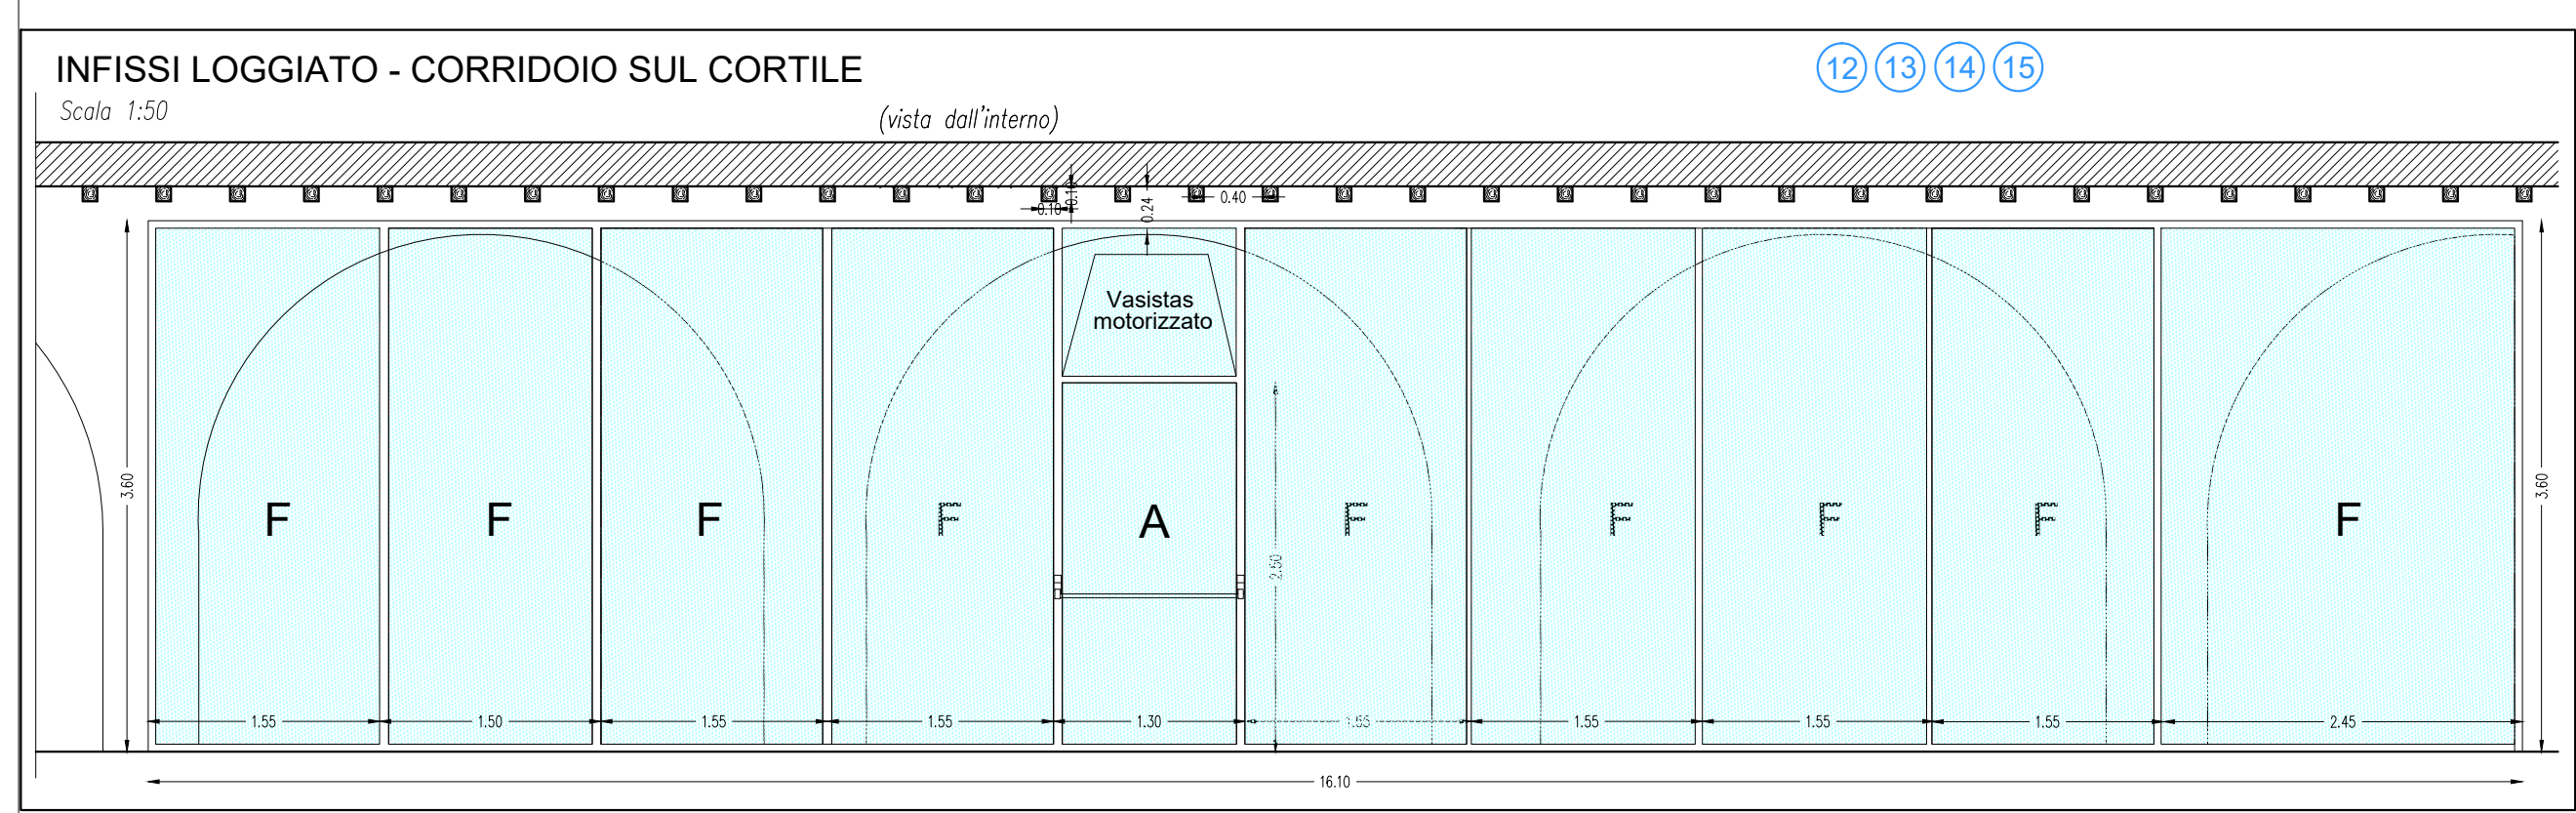 INFISSI LOGGIATO - CORRIDOIO SUL CORTILE
12 13 14 15
Scala 1:50
(vista dall'interno)
0.10
0.10
0.24
0.40
Vasistas
motorizzato
3.60
3.60
F F F F A F F F F F
2.50
1.55 1.50 1.55 1.55 1.30 1.55 1.55 1.55 1.55 2.45
16.10